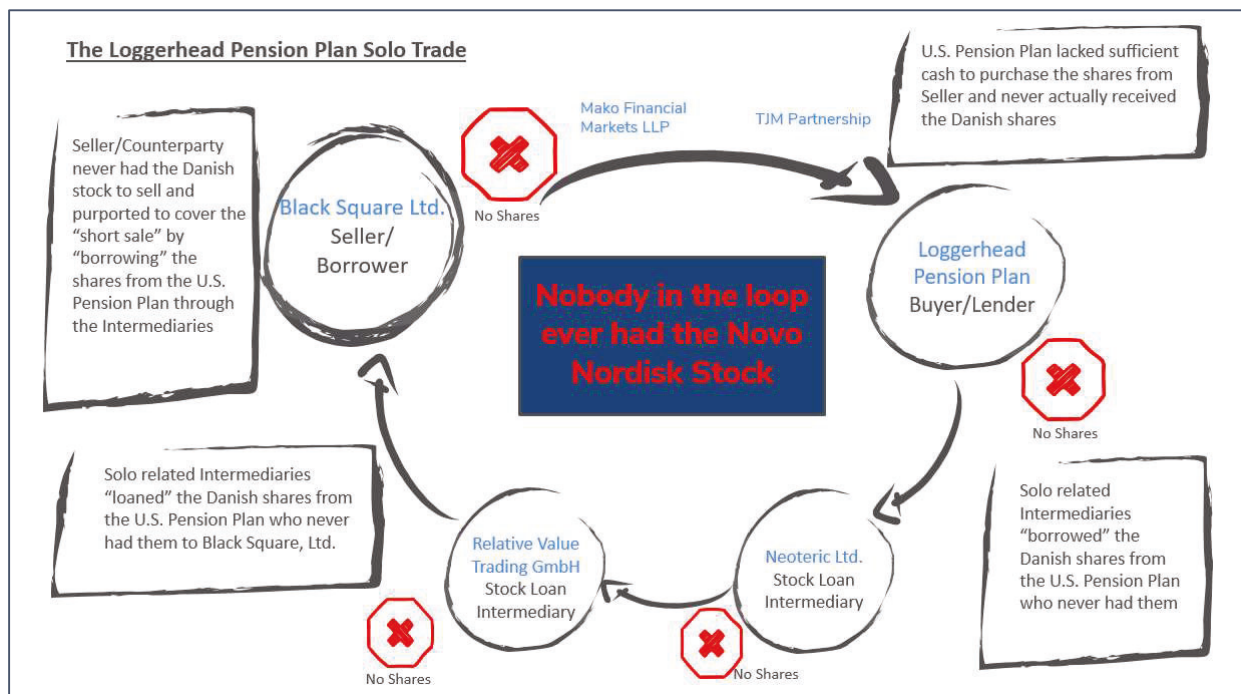 The Loggerhead Pension Plan Solo Trade
U.S. Pension Plan lacked sufficient
cash to purchase the shares from
Seller and never actually received
the Danish shares
Mako Financial
Markets LLP
TJM Partnership
Seller/Counterparty
never had the Danish
stock to sell and
purported to cover the
“short sale” by
“borrowing” the
shares from the U.S.
Pension Plan through
the Intermediaries
Black Square Ltd.
Seller/
Borrower
No Shares
Loggerhead
Pension Plan
Buyer/Lender
Nobody in the loop
ever had the Novo
Nordisk Stock
No Shares
Solo related Intermediaries
“loaned” the Danish shares from
the U.S. Pension Plan who never
had them to Black Square, Ltd.
Relative Value
Trading GmbH
Stock Loan
Intermediary
Neoteric Ltd.
Stock Loan
Intermediary
Solo related
Intermediaries
“borrowed” the
Danish shares from
the U.S. Pension Plan
who never had them
No Shares
No Shares